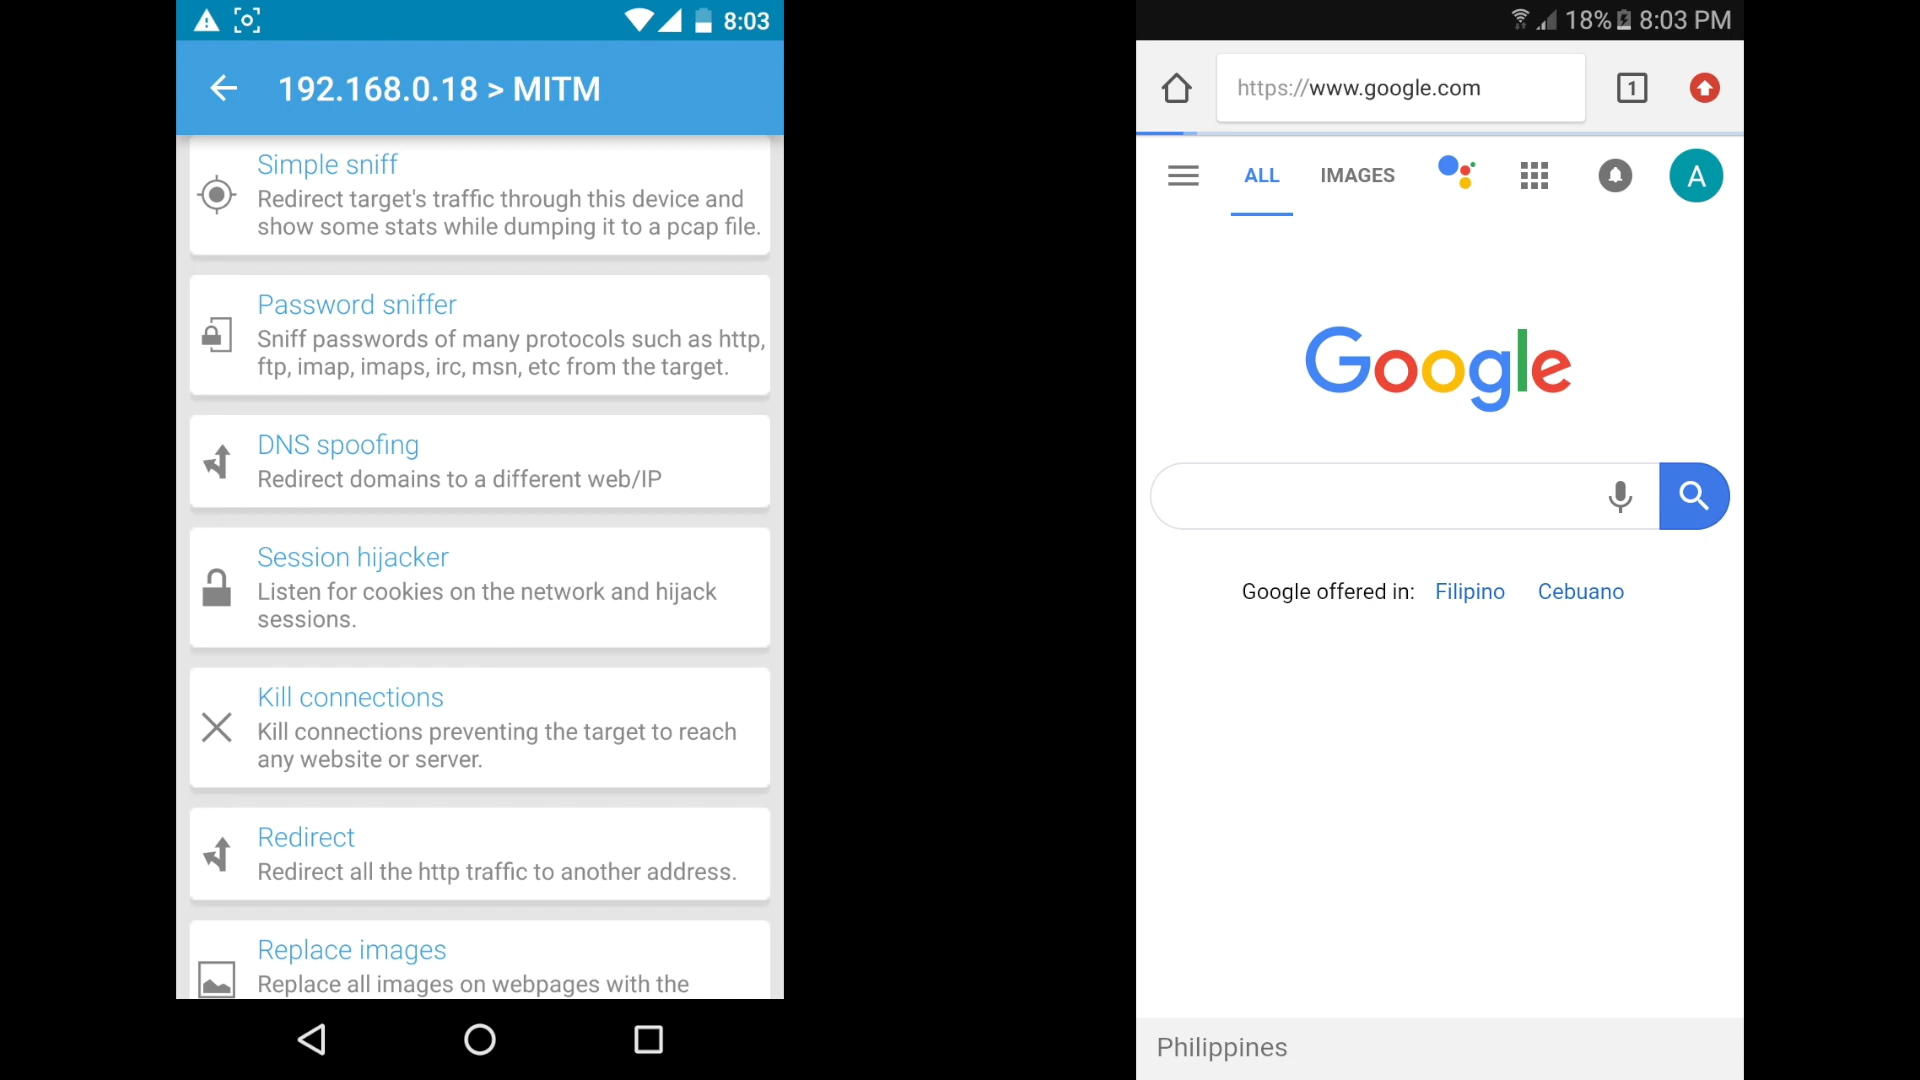 8:03
192.168.0.18 > MITM
Simple sniff
Redirect target's traffic through this device and
show some stats while dumping it to a pcap file.
Password sniffer
Sniff passwords of many protocols such as http,
ftp, imap, imaps, irc, msn, etc from the target.
DNS spoofing
Redirect domains to a different web/IP
Session hijacker
Listen for cookies on the network and hijack
sessions.
Kill connections
Kill connections preventing the target to reach
any website or server.
Redirect
Redirect all the http traffic to another address.
Replace images
Replace all images on webpages with the
18% 8:03 PM
https://www.google.com 1
ALL IMAGES A
Google
Google offered in: Filipino Cebuano
Philippines